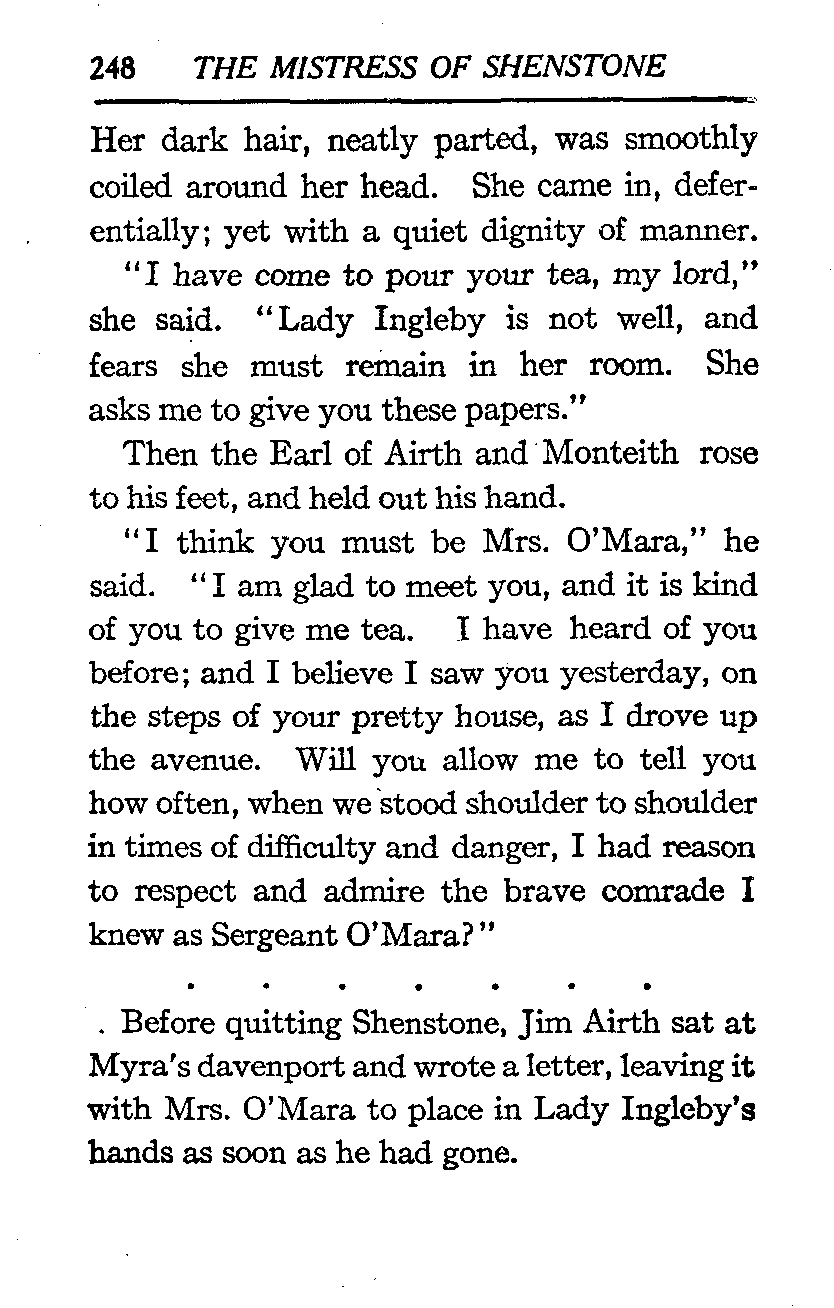 248 THE MISTRESS OF SHENSTONE
Her dark hair, neatly parted, was smoothly
coiled around her head. She came in, defer-
entially; yet with a quiet dignity of manner.
"I have come to pour your tea, my lord,"
she said. "Lady Ingleby is not well, and
fears she must remain in her room. She
asks me to give you these papers."
Then the Earl of Airth and Monteith rose
to his feet, and held out his hand.
"I think you must be Mrs. O'Mara," he
said. "I am glad to meet you, and it is kind
of you to give me tea. I have heard of you
before; and I believe I saw you yesterday, on
the steps of your pretty house, as I drove up
the avenue. Will you allow me to tell you
how often, when we stood shoulder to shoulder
in times of difficulty and danger, I had reason
to respect and admire the brave comrade I
knew as Sergeant O'Mara?"
. . . . . . .
Before quitting Shenstone, Jim Airth sat at
Myra's davenport and wrote a letter, leaving it
with Mrs. O'Mara to place in Lady Ingleby's
hands as soon as he had gone.